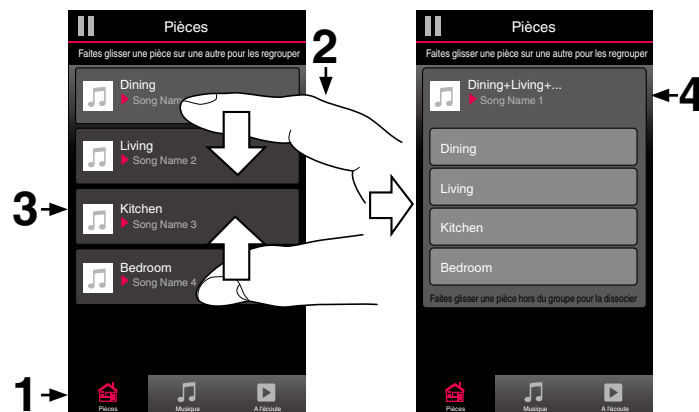 Pièces
Faites glisser une pièce sur une autre pour les regrouper
2
Dining
Song Nam
Living
Song Name 2
3
Kitchen
Song Name 3
Bedroom
Song Name 4
1
Pièces
Musique
A l'écoute
Pièces
Faites glisser une pièce sur une autre pour les regrouper
Dining+Living+...
Song Name 1
4
Dining
Living
Kitchen
Bedroom
Faites glisser une pièce hors du groupe pour la dissocier
Pièces
Musique
A l'écoute